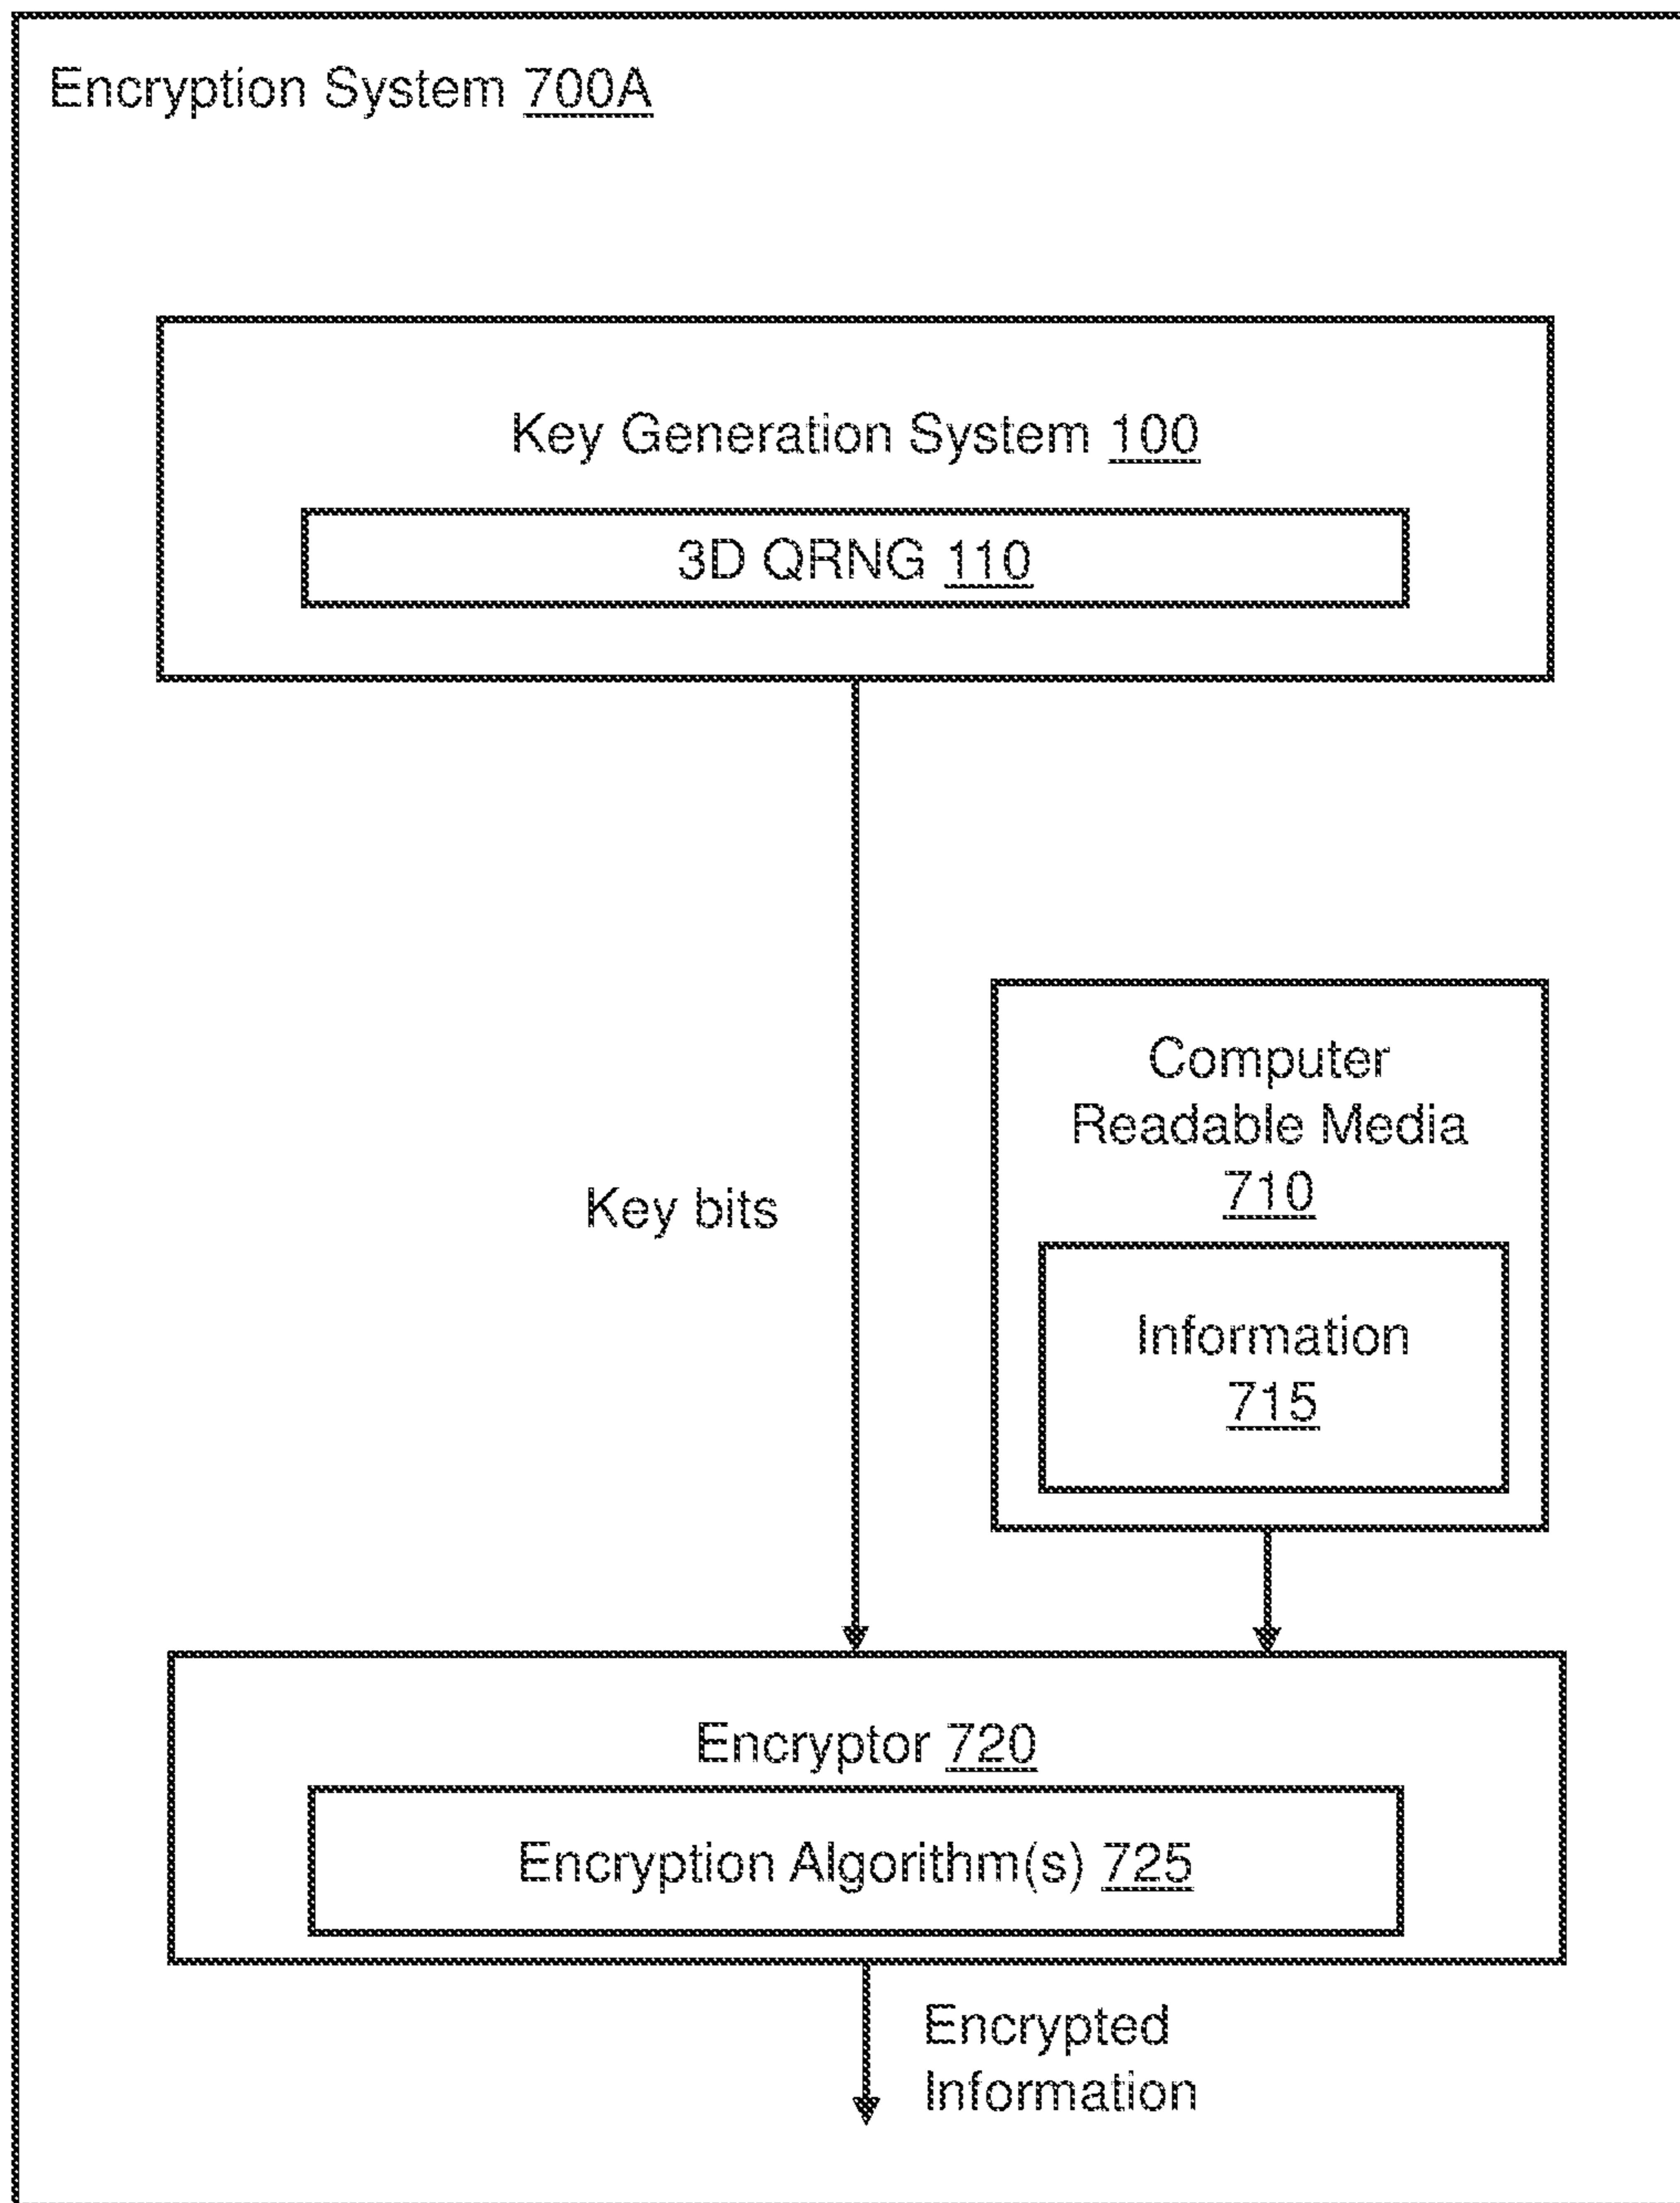 Encryption System 700A
Key Generation System 100
3D QRNG 110
Key bits
Computer
Readable Media
710
Information
715
Encryptor 720
Encryption Algorithm(s) 725
Encrypted
Information